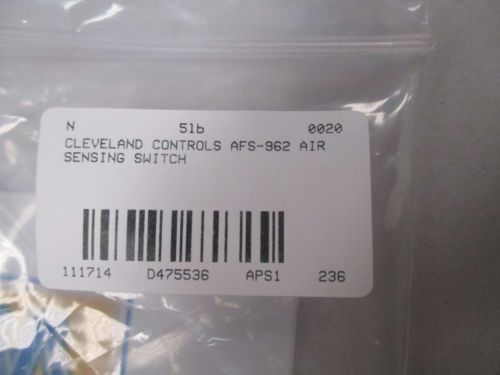 N 51b 0020
CLEVELAND CONTROLS AFS-962 AIR
SENSING SWITCH
111714 D475536 APS1 236